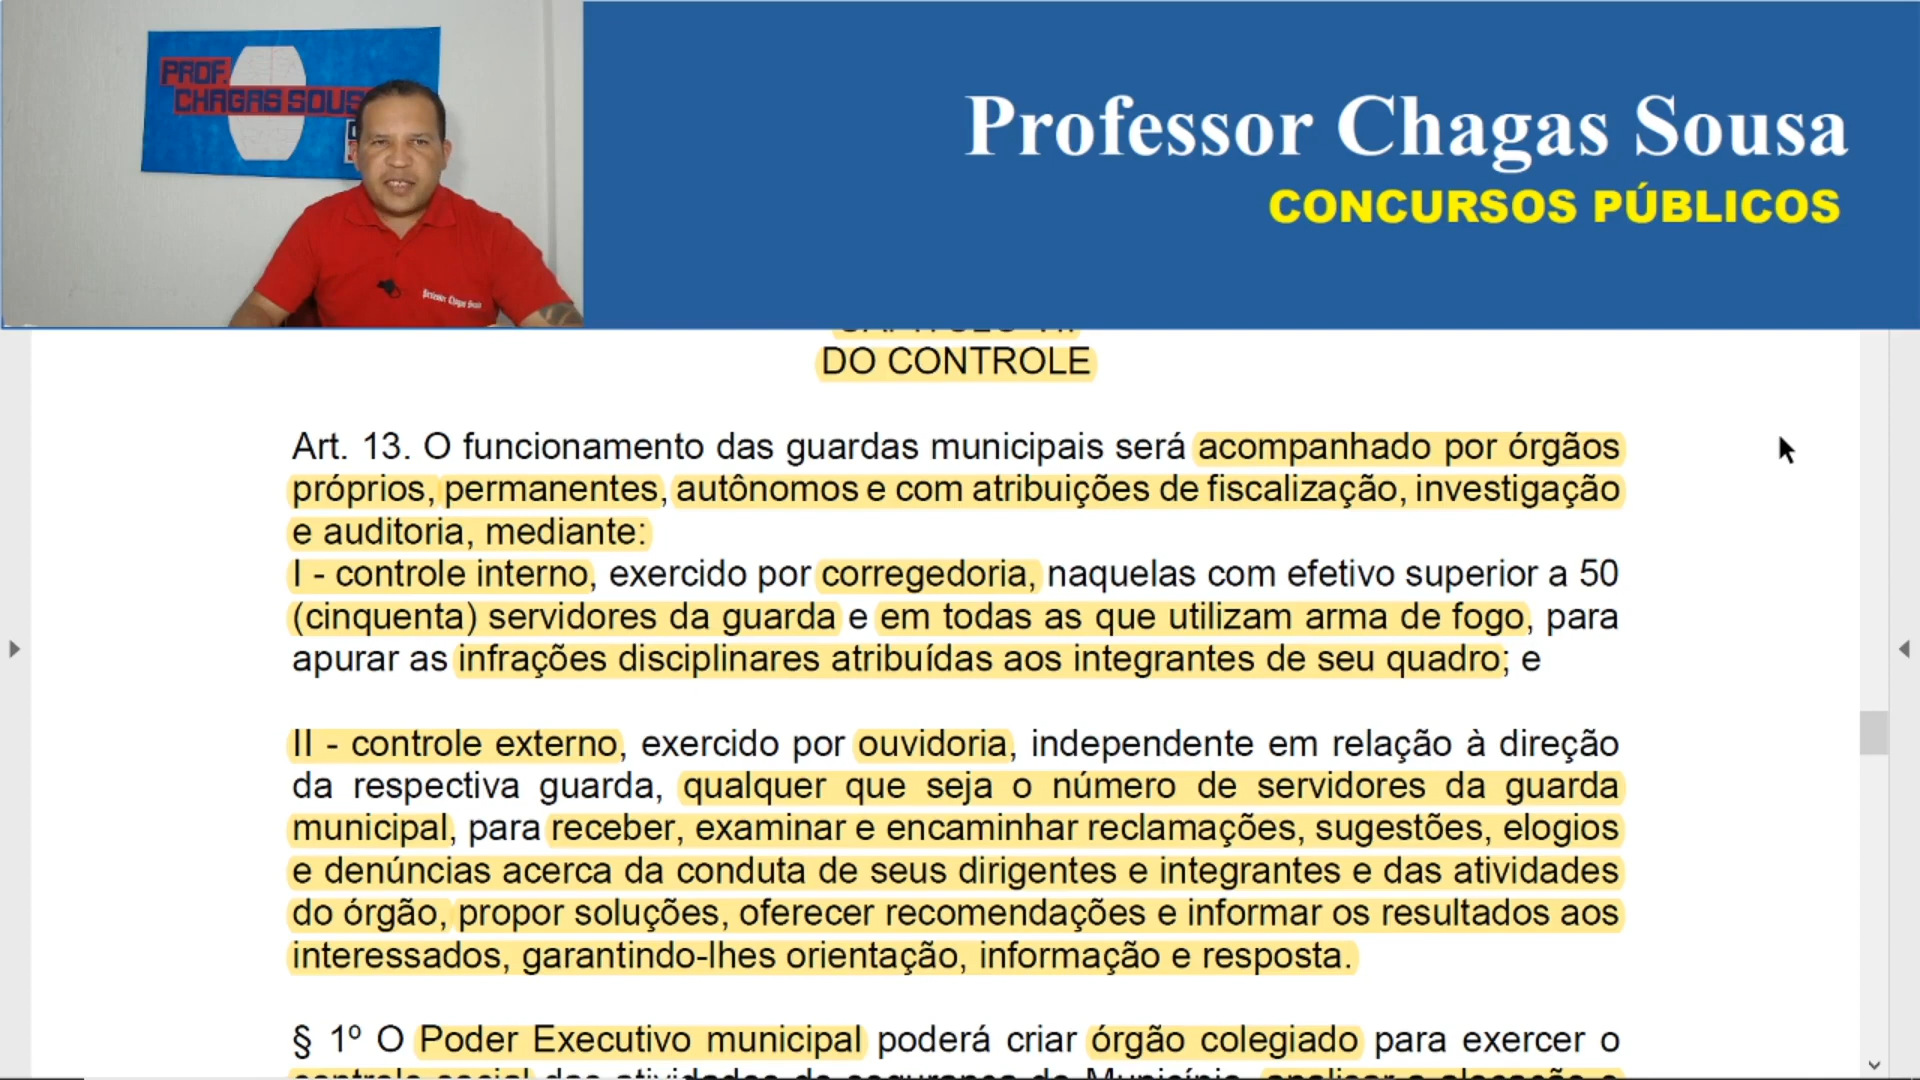 PROF.
CHAGAS SOUS
Professor Chagas Sousa
Professor Chagas Sousa
CONCURSOS PÚBLICOS
DO CONTROLE
Art. 13. O funcionamento das guardas municipais será acompanhado por órgãos
próprios, permanentes, autônomos e com atribuições de fiscalização, investigação
e auditoria, mediante:
I - controle interno, exercido por corregedoria, naquelas com efetivo superior a 50
(cinquenta) servidores da guarda e em todas as que utilizam arma de fogo, para
apurar as infrações disciplinares atribuídas aos integrantes de seu quadro; e
II - controle externo, exercido por ouvidoria, independente em relação à direção
da respectiva guarda, qualquer que seja o número de servidores da guarda
municipal, para receber, examinar e encaminhar reclamações, sugestões, elogios
e denúncias acerca da conduta de seus dirigentes e integrantes e das atividades
do órgão, propor soluções, oferecer recomendações e informar os resultados aos
interessados, garantindo-lhes orientação, informação e resposta.
§ 1º O Poder Executivo municipal poderá criar órgão colegiado para exercer o